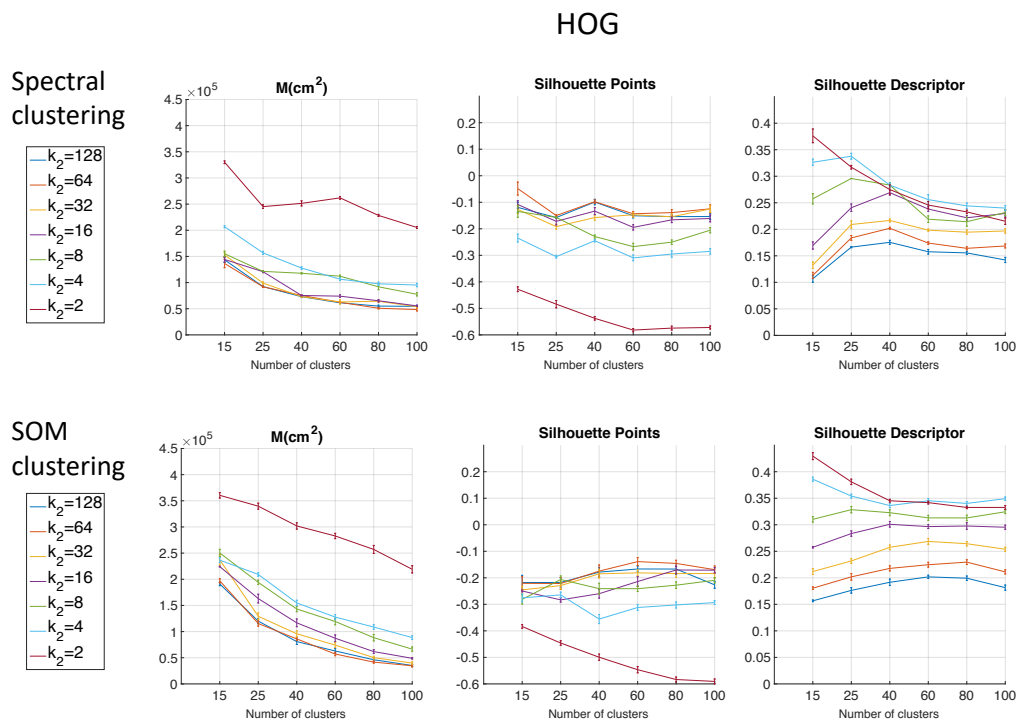 HOG
Spectral
clustering
k₂=128
k₂=64
k₂=32
k₂=16
k₂=8
k₂=4
k₂=2
M(cm²)
×10⁵
4.5
4
3.5
3
2.5
2
1.5
1
0.5
0
15 25 40 60 80 100
Number of clusters
Silhouette Points
0.2
0.1
0
-0.1
-0.2
-0.3
-0.4
-0.5
-0.6
15 25 40 60 80 100
Number of clusters
Silhouette Descriptor
0.4
0.35
0.3
0.25
0.2
0.15
0.1
0.05
0
15 25 40 60 80 100
Number of clusters
SOM
clustering
k₂=128
k₂=64
k₂=32
k₂=16
k₂=8
k₂=4
k₂=2
M(cm²)
×10⁵
4.5
4
3.5
3
2.5
2
1.5
1
0.5
0
15 25 40 60 80 100
Number of clusters
Silhouette Points
0.2
0.1
0
-0.1
-0.2
-0.3
-0.4
-0.5
-0.6
15 25 40 60 80 100
Number of clusters
Silhouette Descriptor
0.4
0.35
0.3
0.25
0.2
0.15
0.1
0.05
0
15 25 40 60 80 100
Number of clusters